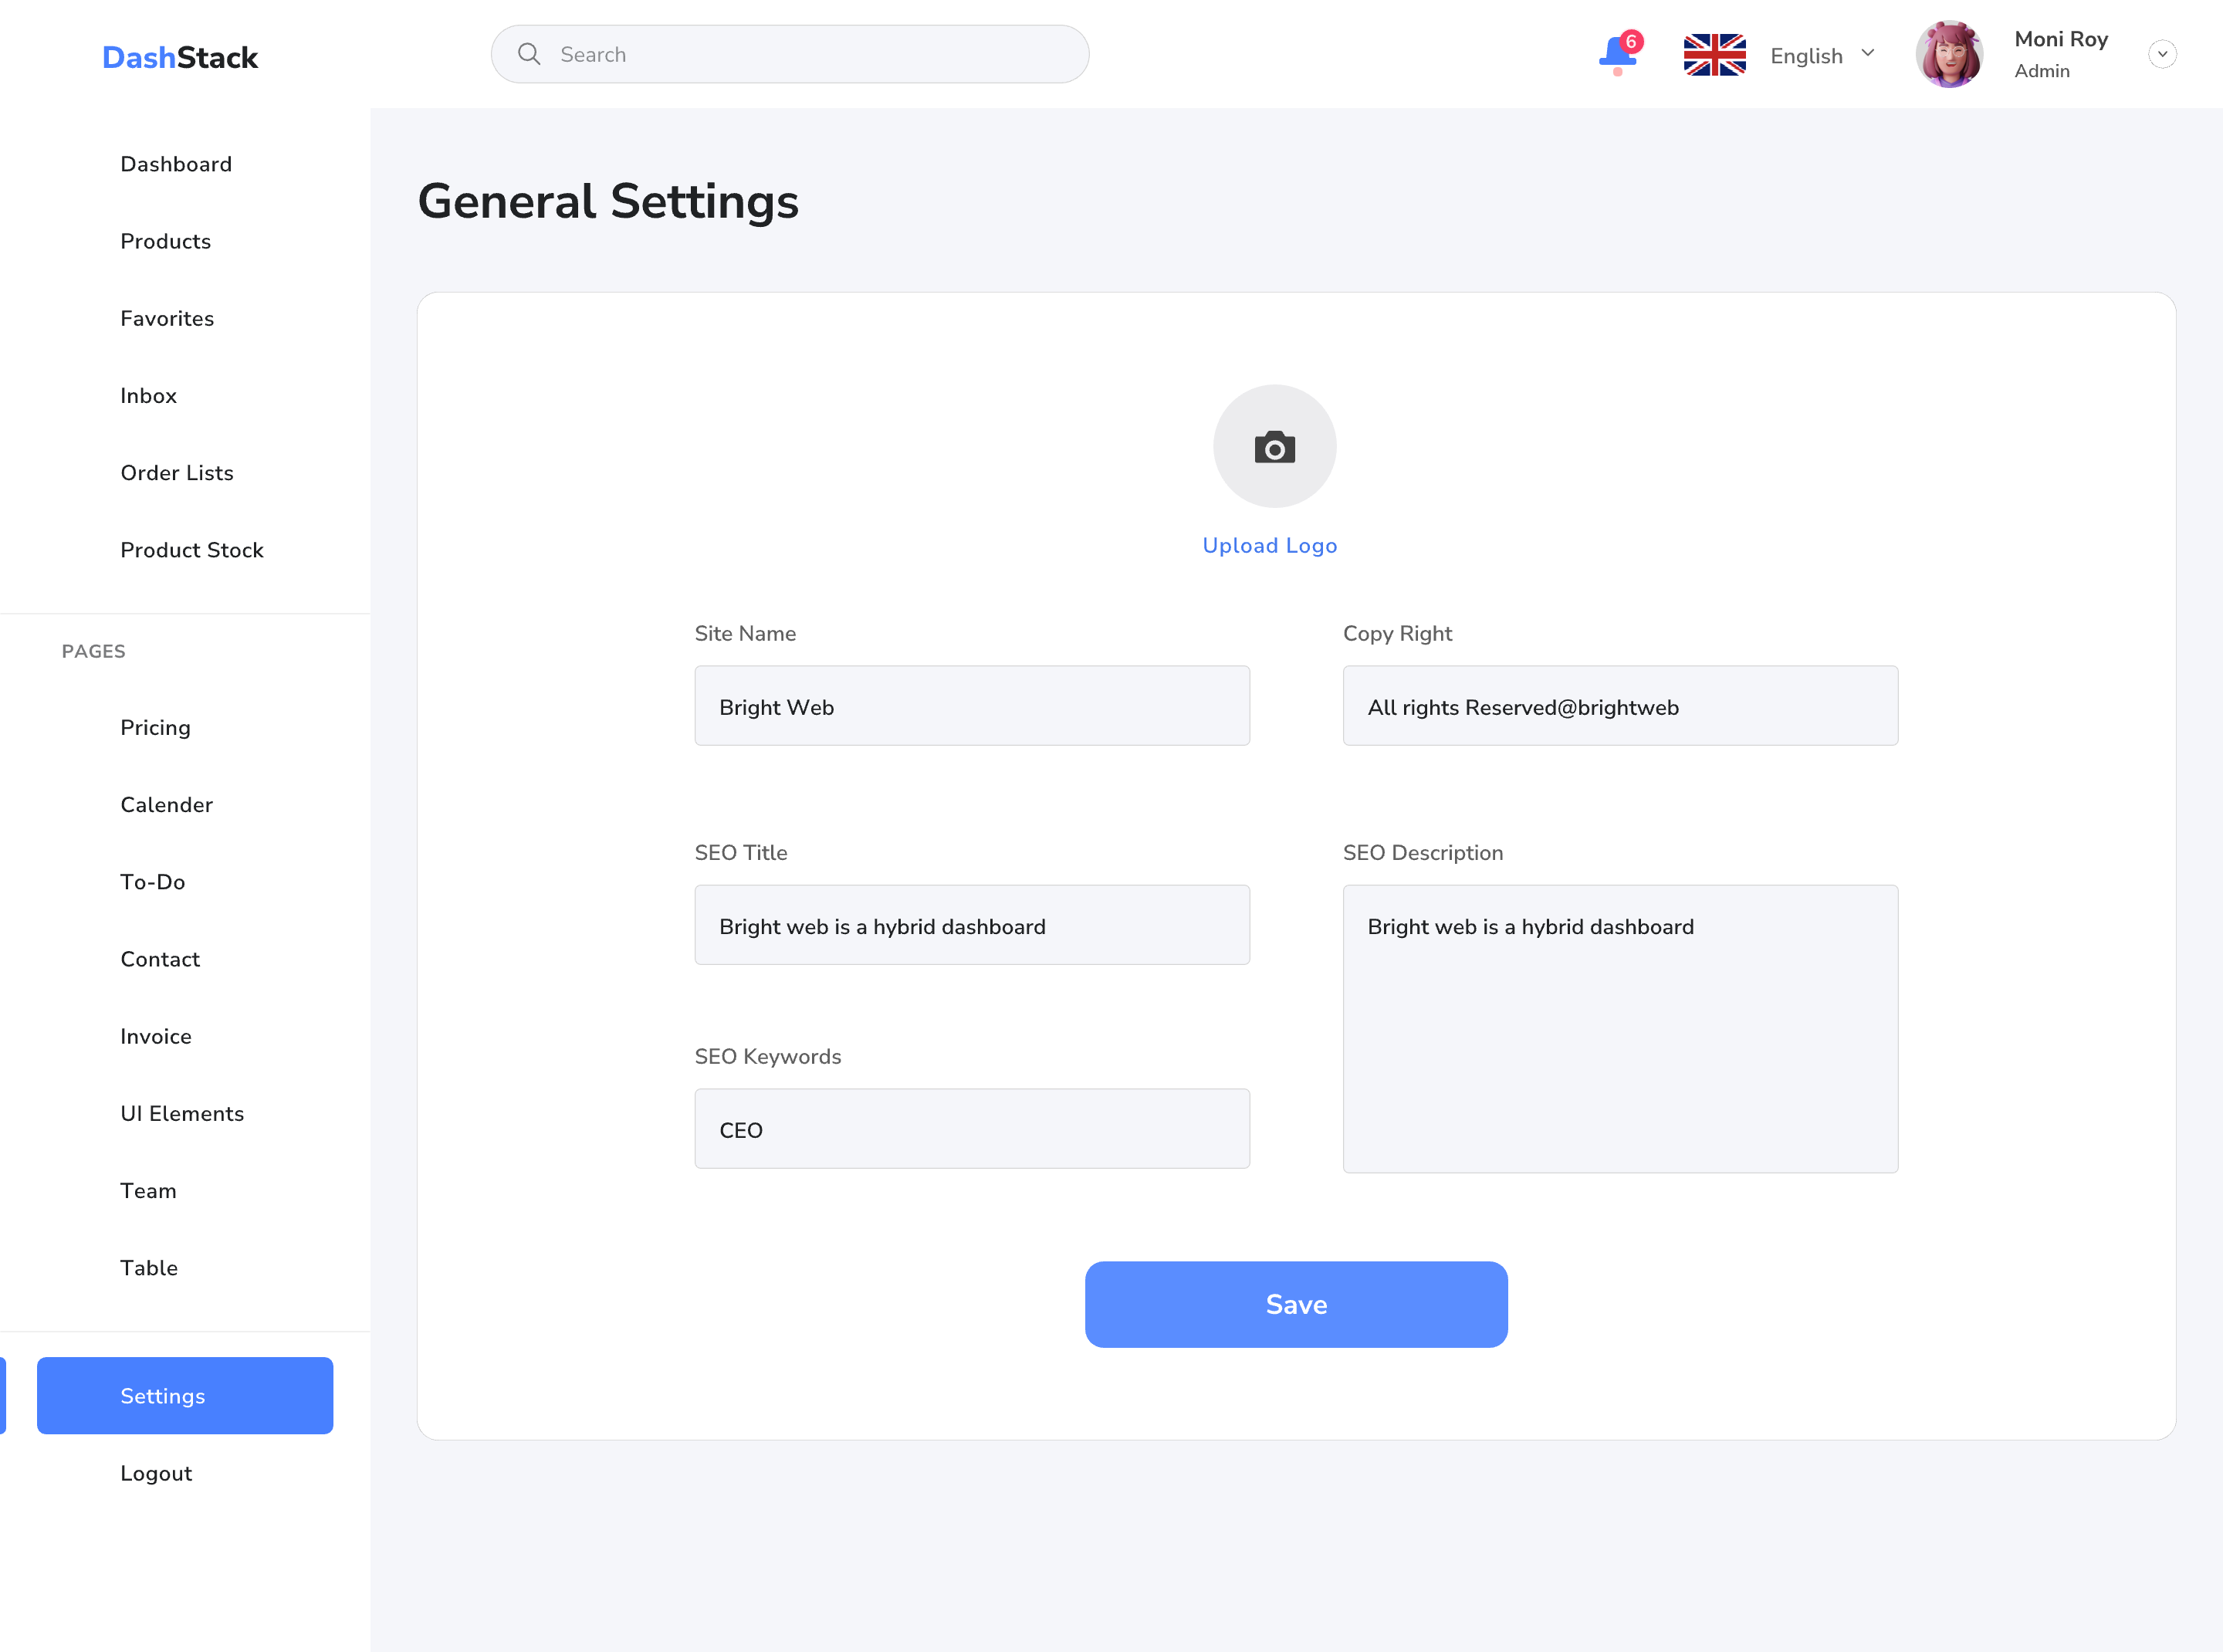 DashStack
Search
6
English
Moni Roy
Admin
Dashboard
Products
Favorites
Inbox
Order Lists
Product Stock
PAGES
Pricing
Calender
To-Do
Contact
Invoice
UI Elements
Team
Table
Settings
Logout
General Settings
Upload Logo
Site Name
Bright Web
Copy Right
All rights Reserved@brightweb
SEO Title
Bright web is a hybrid dashboard
SEO Description
Bright web is a hybrid dashboard
SEO Keywords
CEO
Save